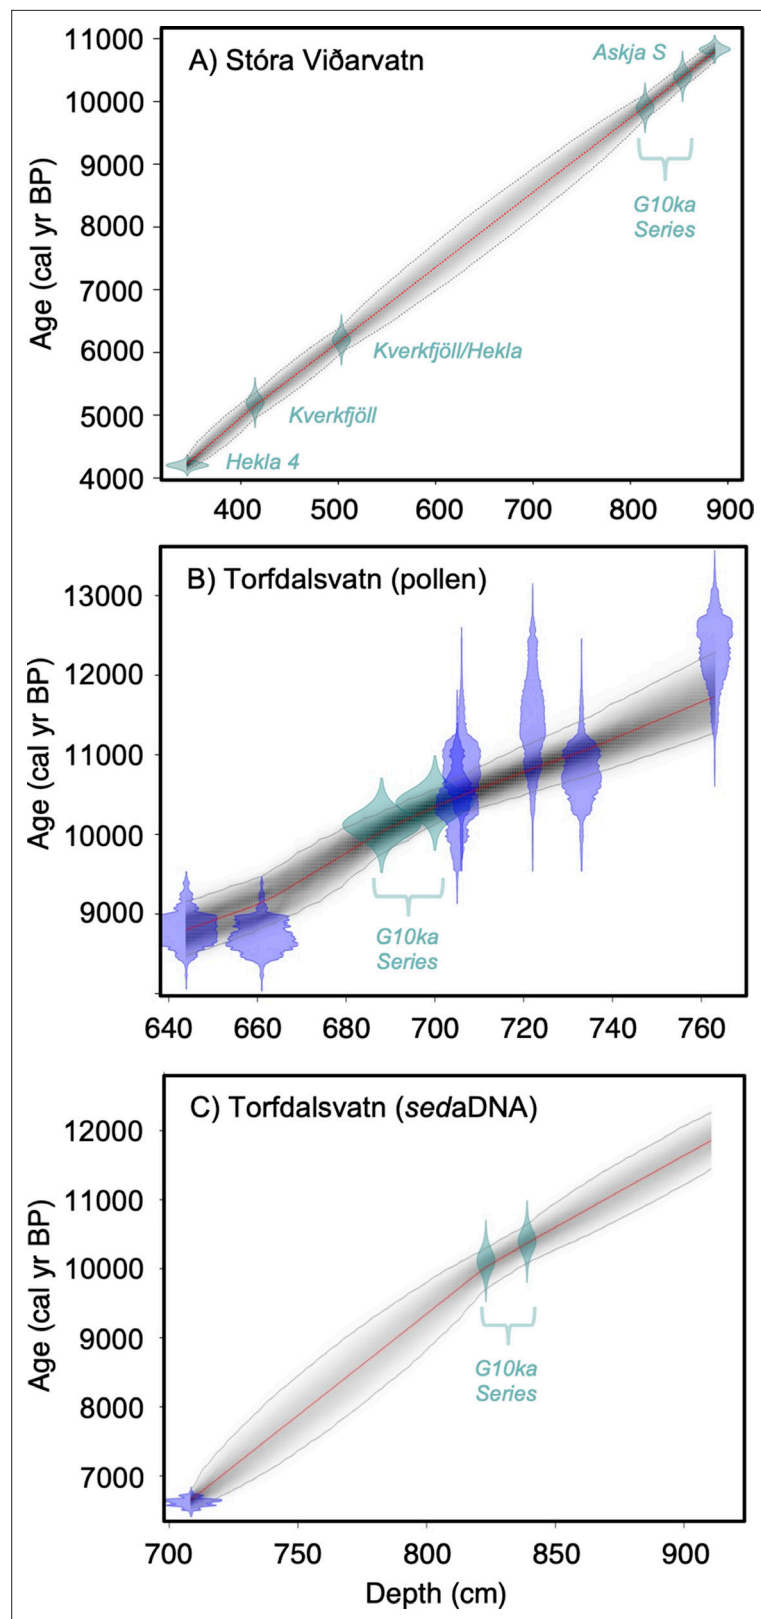 A) Stóra Viðarvatn
Age (cal yr BP)
11000
10000
9000
8000
7000
6000
5000
4000
Askja S
G10ka
Series
Kverkfjöll/Hekla
Kverkfjöll
Hekla 4
400 500 600 700 800 900
B) Torfdalsvatn (pollen)
Age (cal yr BP)
13000
12000
11000
10000
9000
G10ka
Series
640 660 680 700 720 740 760
C) Torfdalsvatn (sedaDNA)
Age (cal yr BP)
12000
11000
10000
9000
8000
7000
G10ka
Series
700 750 800 850 900
Depth (cm)